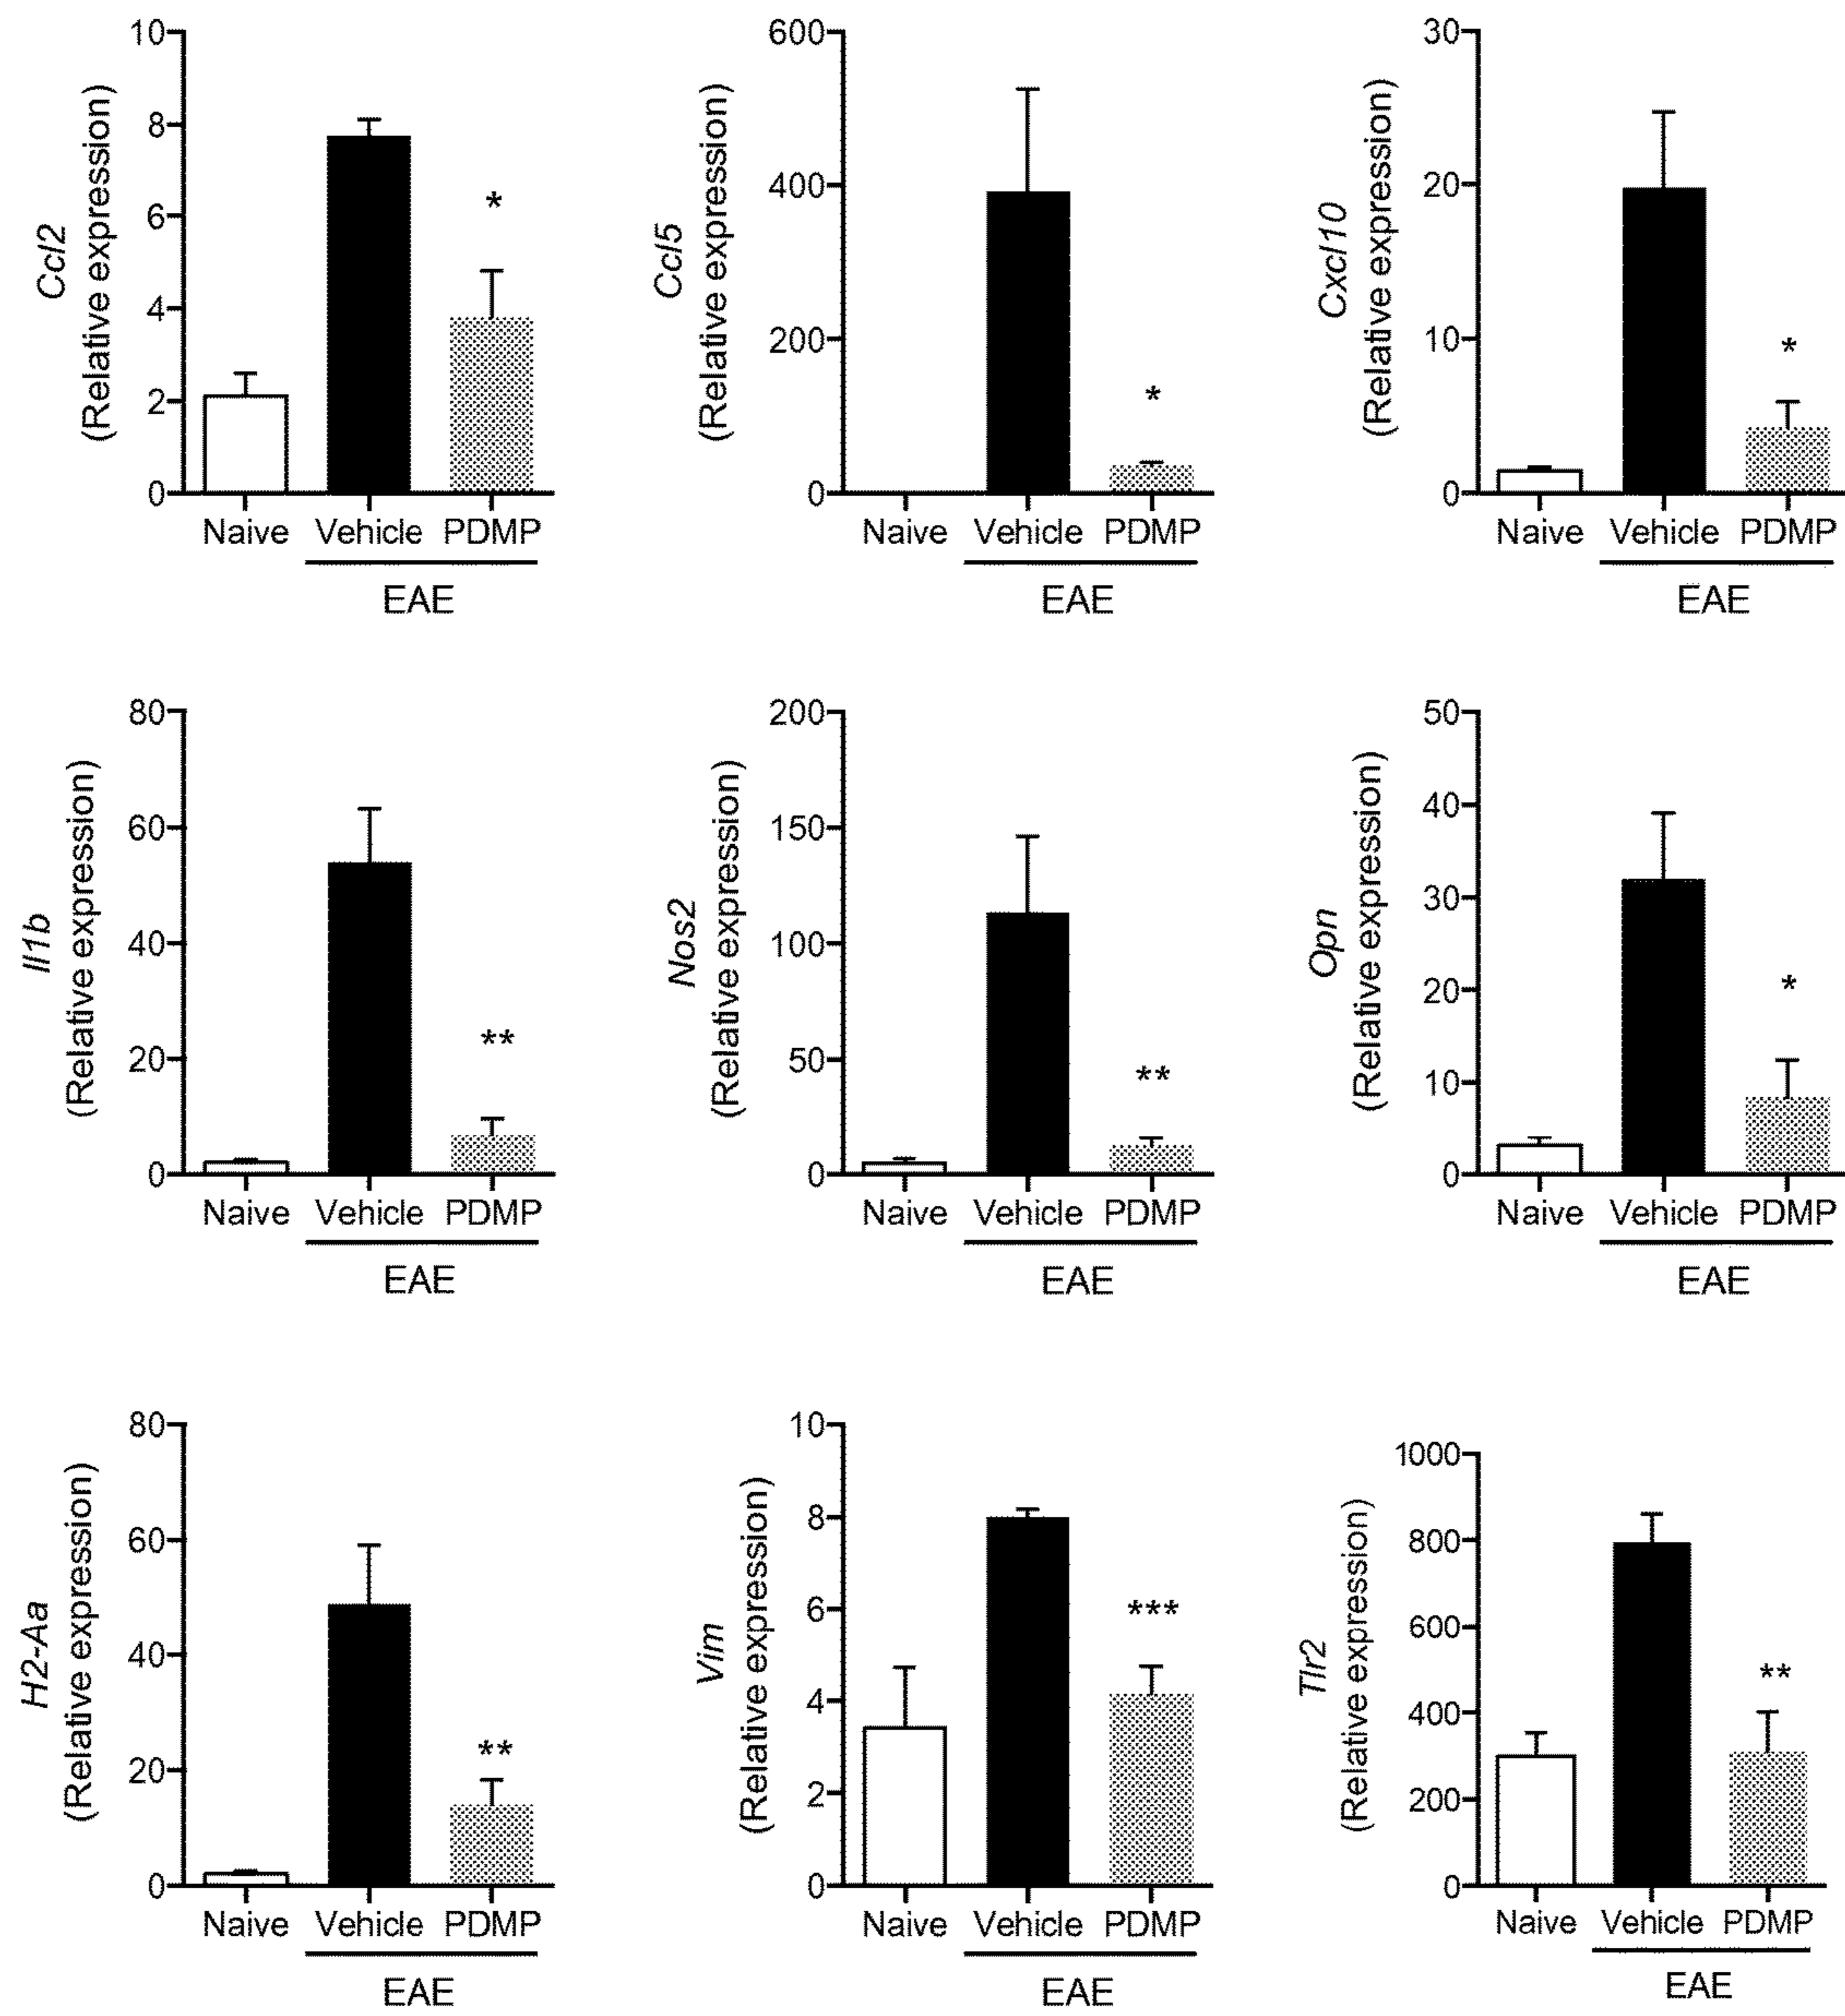 Ccl2
(Relative expression)
10
8
6
4
2
0
*
Naive Vehicle PDMP
EAE
Ccl5
(Relative expression)
600
400
200
0
*
Naive Vehicle PDMP
EAE
Cxcl10
(Relative expression)
30
20
10
0
*
Naive Vehicle PDMP
EAE
Il1b
(Relative expression)
80
60
40
20
0
**
Naive Vehicle PDMP
EAE
Nos2
(Relative expression)
200
150
100
50
0
**
Naive Vehicle PDMP
EAE
Opn
(Relative expression)
50
40
30
20
10
0
*
Naive Vehicle PDMP
EAE
H2-Aa
(Relative expression)
80
60
40
20
0
**
Naive Vehicle PDMP
EAE
Vim
(Relative expression)
10
8
6
4
2
0
***
Naive Vehicle PDMP
EAE
Tlr2
(Relative expression)
1000
800
600
400
200
0
**
Naive Vehicle PDMP
EAE